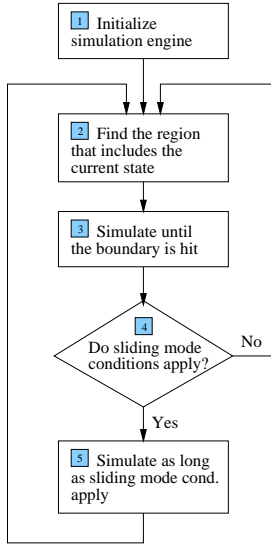 1 Initialize
simulation engine
2 Find the region
that includes the
current state
3 Simulate until
the boundary is hit
4
Do sliding mode
conditions apply?
No
Yes
5 Simulate as long
as sliding mode cond.
apply